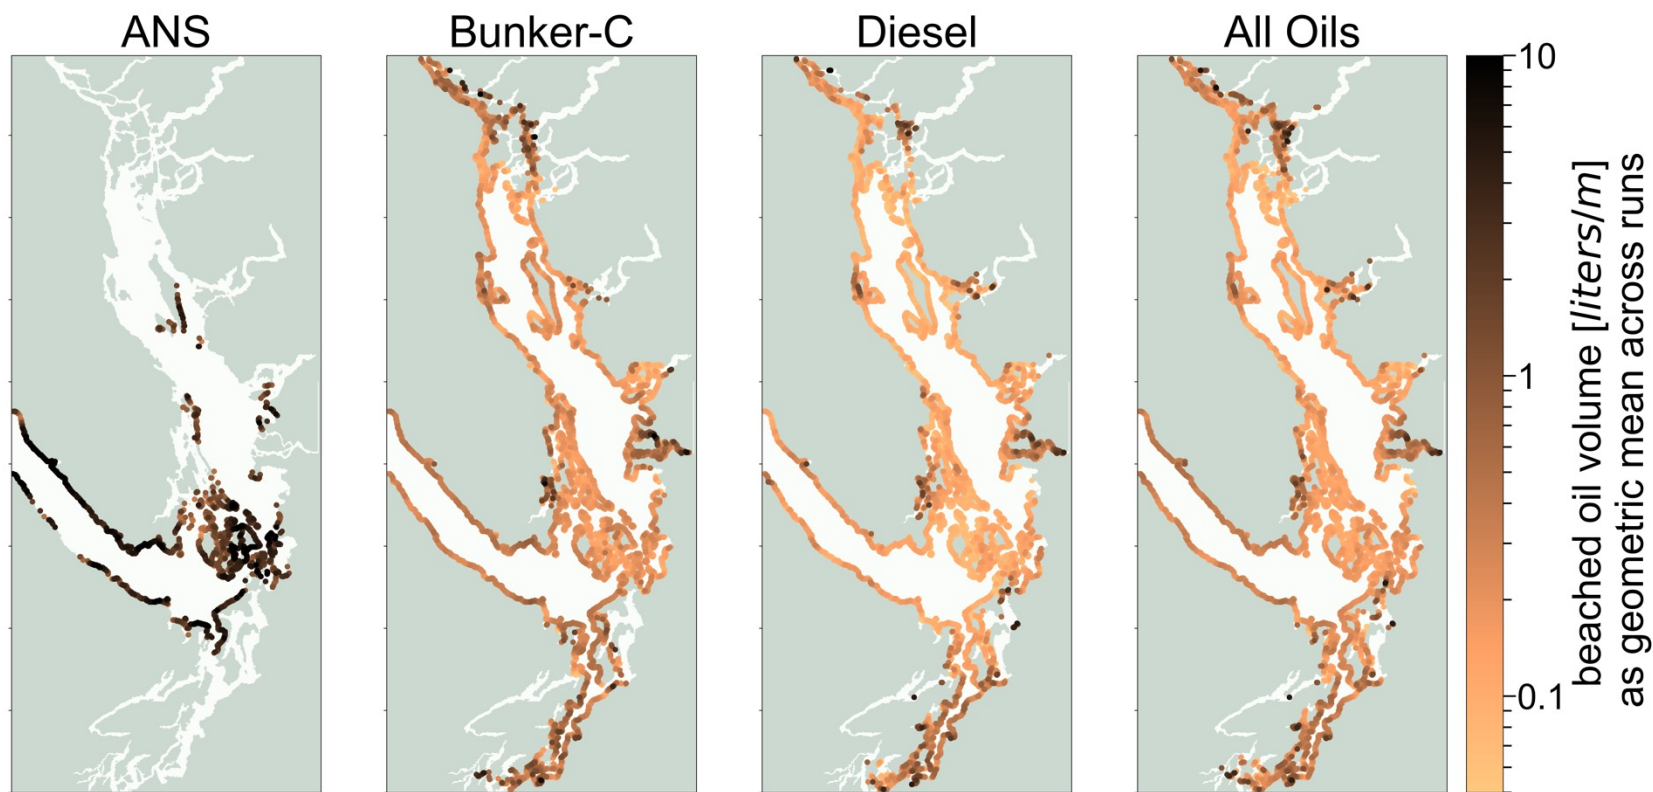 ANS
Bunker-C
Diesel
All Oils
10
1
0.1
beached oil volume [liters/m]
as geometric mean across runs